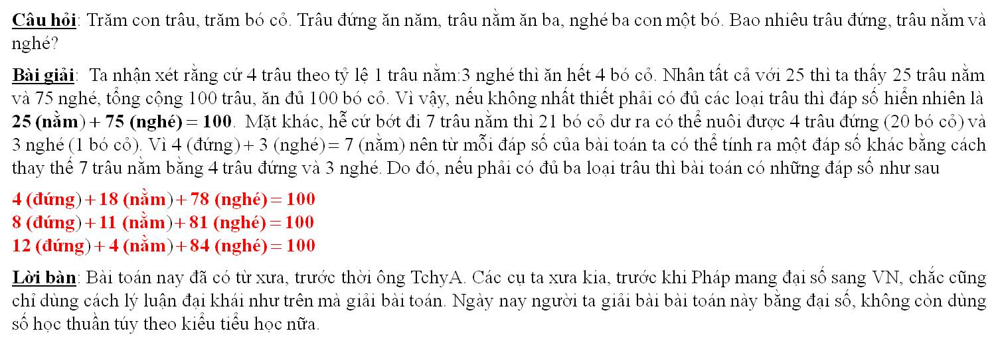 Câu hỏi: Trăm con trâu, trăm bó cỏ. Trâu đứng ăn năm, trâu nằm ăn ba, nghé ba con một bó. Bao nhiêu trâu đứng, trâu nằm và
nghé?
Bài giải: Ta nhận xét rằng cứ 4 trâu theo tỷ lệ 1 trâu nằm:3 nghé thì ăn hết 4 bó cỏ. Nhân tất cả với 25 thì ta thấy 25 trâu nằm
và 75 nghé, tổng cộng 100 trâu, ăn đủ 100 bó cỏ. Vì vậy, nếu không nhất thiết phải có đủ các loại trâu thì đáp số hiển nhiên là
25 (nằm) + 75 (nghé) = 100. Mặt khác, hễ cứ bớt đi 7 trâu nằm thì 21 bó cỏ dư ra có thể nuôi được 4 trâu đứng (20 bó cỏ) và
3 nghé (1 bó cỏ). Vì 4 (đứng) + 3 (nghé) = 7 (nằm) nên từ mỗi đáp số của bài toán ta có thể tính ra một đáp số khác bằng cách
thay thế 7 trâu nằm bằng 4 trâu đứng và 3 nghé. Do đó, nếu phải có đủ ba loại trâu thì bài toán có những đáp số như sau
4 (đứng) + 18 (nằm) + 78 (nghé) = 100
8 (đứng) + 11 (nằm) + 81 (nghé) = 100
12 (đứng) + 4 (nằm) + 84 (nghé) = 100
Lời bàn: Bài toán nay đã có từ xưa, trước thời ông TchyA. Các cụ ta xưa kia, trước khi Pháp mang đại số sang VN, chắc cũng
chỉ dùng cách lý luận đại khái như trên mà giải bài toán. Ngày nay người ta giải bài bài toán này bằng đại số, không còn dùng
số học thuần túy theo kiểu tiểu học nữa.